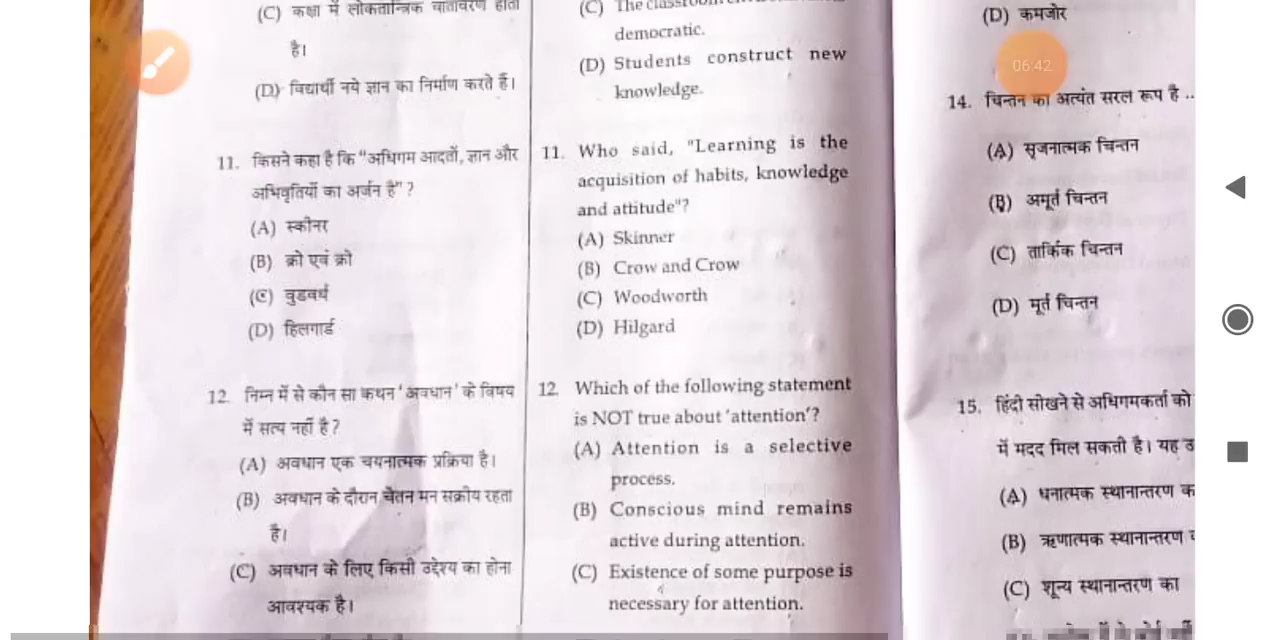 (C) कक्षा में लोकतान्त्रिक वातावरण होता
है।
(D) विद्यार्थी नये ज्ञान का निर्माण करते हैं।
11. किसने कहा है कि "अधिगम आदतों, ज्ञान और
अभिवृतियों का अर्जन है" ?
(A) स्कीनर
(B) क्रो एवं क्रो
(C) वुडवर्थ
(D) हिलगार्ड
12. निम्न में से कौन सा कथन 'अवधान' के विषय
में सत्य नहीं है ?
(A) अवधान एक चयनात्मक प्रक्रिया है।
(B) अवधान के दौरान चेतन मन सक्रीय रहता
है।
(C) अवधान के लिए किसी उद्देश्य का होना
आवश्यक है।
(C) The
democratic.
(D) Students construct new
knowledge.
11. Who said, "Learning is the
acquisition of habits, knowledge
and attitude"?
(A) Skinner
(B) Crow and Crow
(C) Woodworth
(D) Hilgard
12. Which of the following statement
is NOT true about 'attention'?
(A) Attention is a selective
process.
(B) Conscious mind remains
active during attention.
(C) Existence of some purpose is
necessary for attention.
(D) कमजोर
06:42
14. चिन्तन का अत्यंत सरल रूप है ..
(A) सृजनात्मक चिन्तन
(B) अमूर्त चिन्तन
(C) तार्किक चिन्तन
(D) मूर्त चिन्तन
15. हिंदी सीखने से अधिगमकर्ता को
में मदद मिल सकती है। यह
(A) धनात्मक स्थानान्तरण
(B) ऋणात्मक स्थानान्तरण
(C) शून्य स्थानान्तरण का